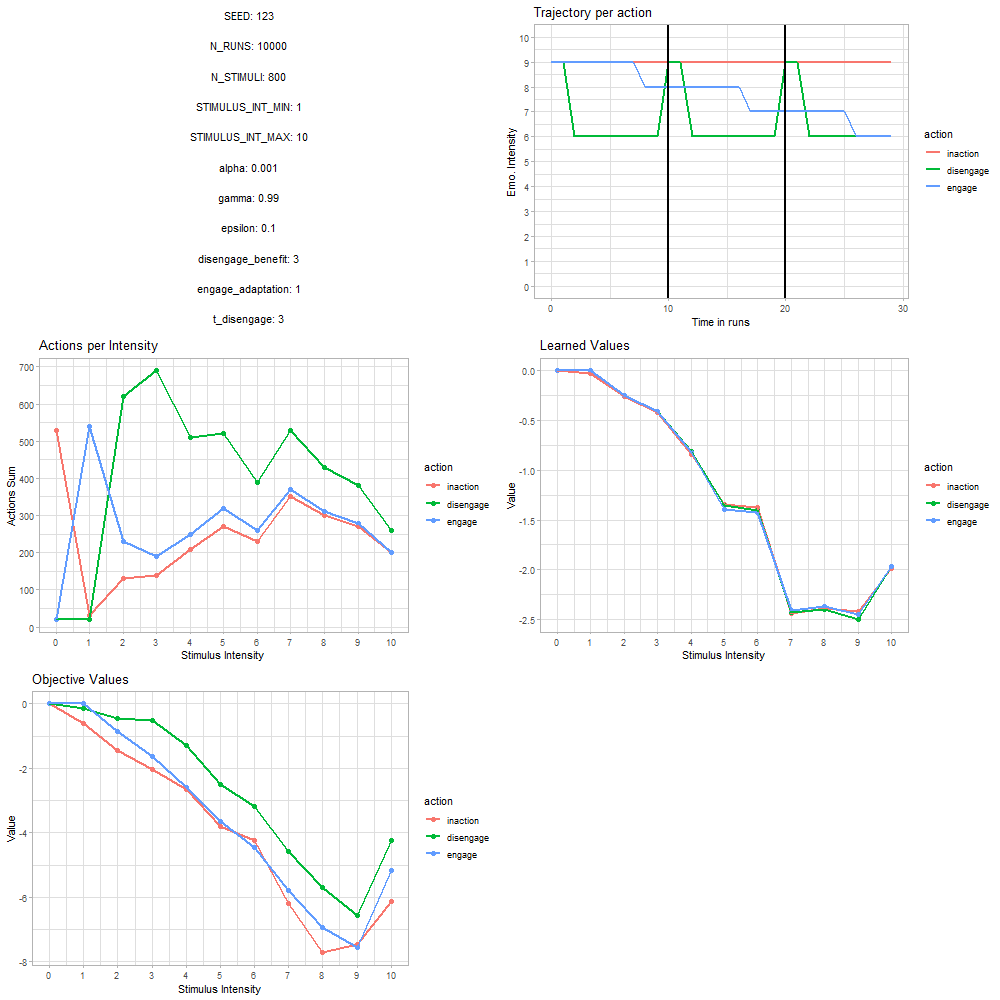 SEED: 123
N_RUNS: 10000
N_STIMULI: 800
STIMULUS_INT_MIN: 1
STIMULUS_INT_MAX: 10
alpha: 0.001
gamma: 0.99
epsilon: 0.1
disengage_benefit: 3
engage_adaptation: 1
t_disengage: 3
Trajectory per action
10
9
8
7
6
5
4
3
2
1
0
Emo. Intensity
0 10 20 30
Time in runs
action
inaction
disengage
engage
Actions per Intensity
700
600
500
400
300
200
100
0
Actions Sum
0 1 2 3 4 5 6 7 8 9 10
Stimulus Intensity
action
inaction
disengage
engage
Learned Values
0.0
-0.5
-1.0
-1.5
-2.0
-2.5
Value
0 1 2 3 4 5 6 7 8 9 10
Stimulus Intensity
action
inaction
disengage
engage
Objective Values
0
-2
-4
-6
-8
Value
0 1 2 3 4 5 6 7 8 9 10
Stimulus Intensity
action
inaction
disengage
engage